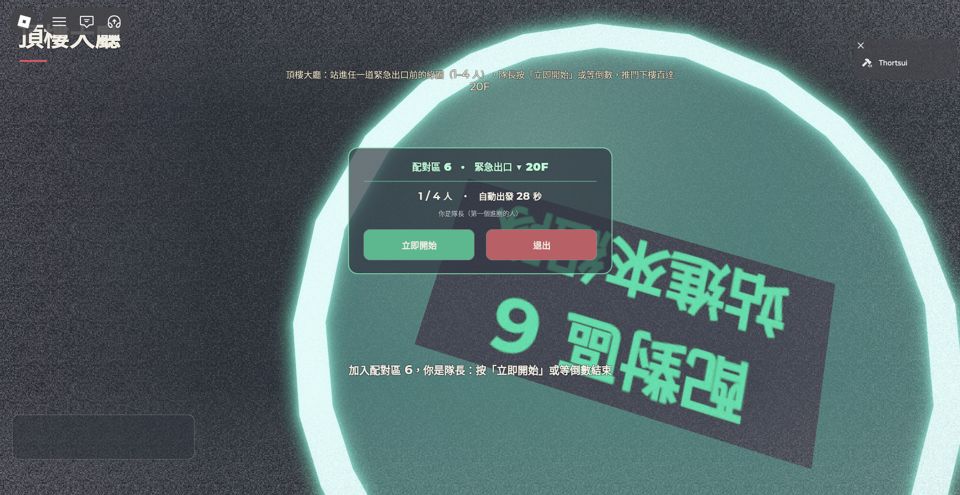 頂樓大廳
Thortsui
頂樓大廳：站進任一道緊急出口前的綠圈（1–4 人），隊長按「立即開始」或等倒數，推門下樓直達
20F
配對區 6 • 緊急出口 ▼ 20F
1 / 4 人 • 自動出發 28 秒
你是隊長（第一個進圈的人）
立即開始
退出
站進來
配對區 6
加入配對區 6，你是隊長：按「立即開始」或等倒數結束